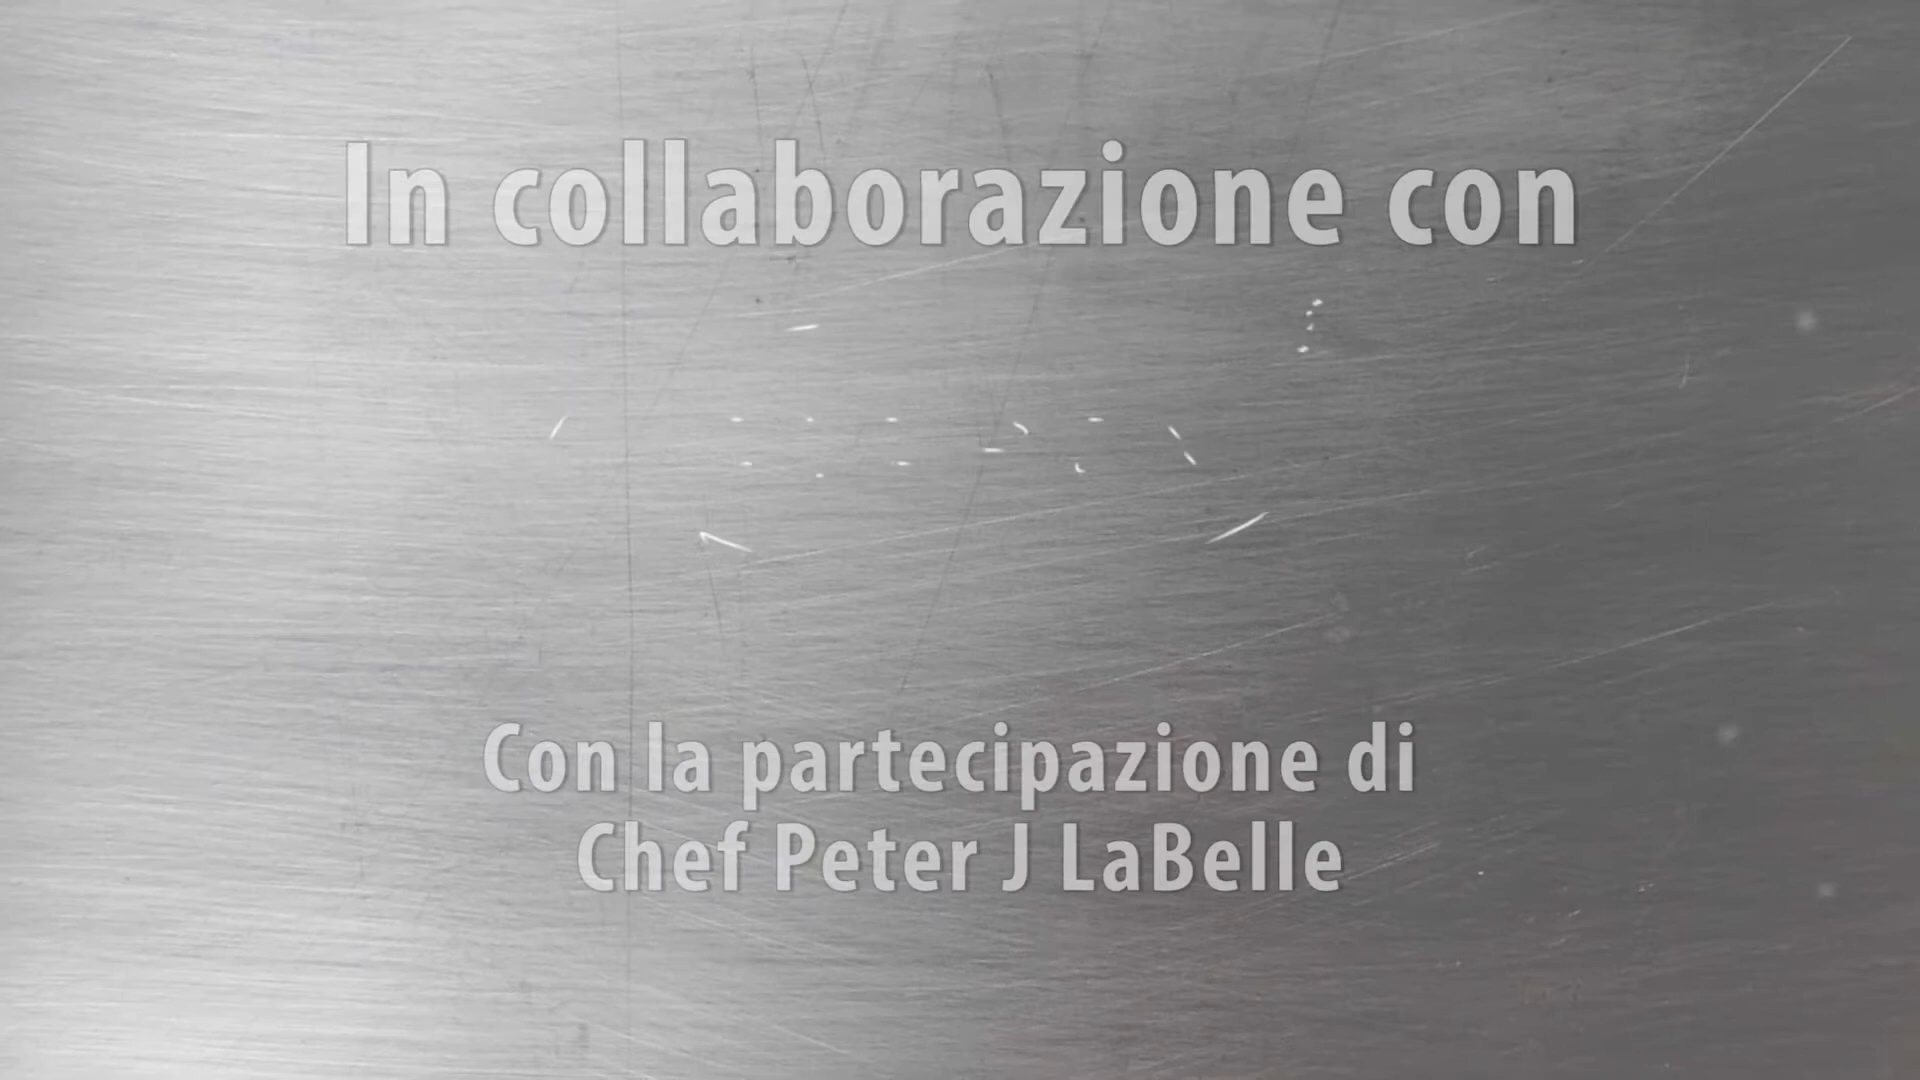 In collaborazione con
Con la partecipazione di
Chef Peter J LaBelle